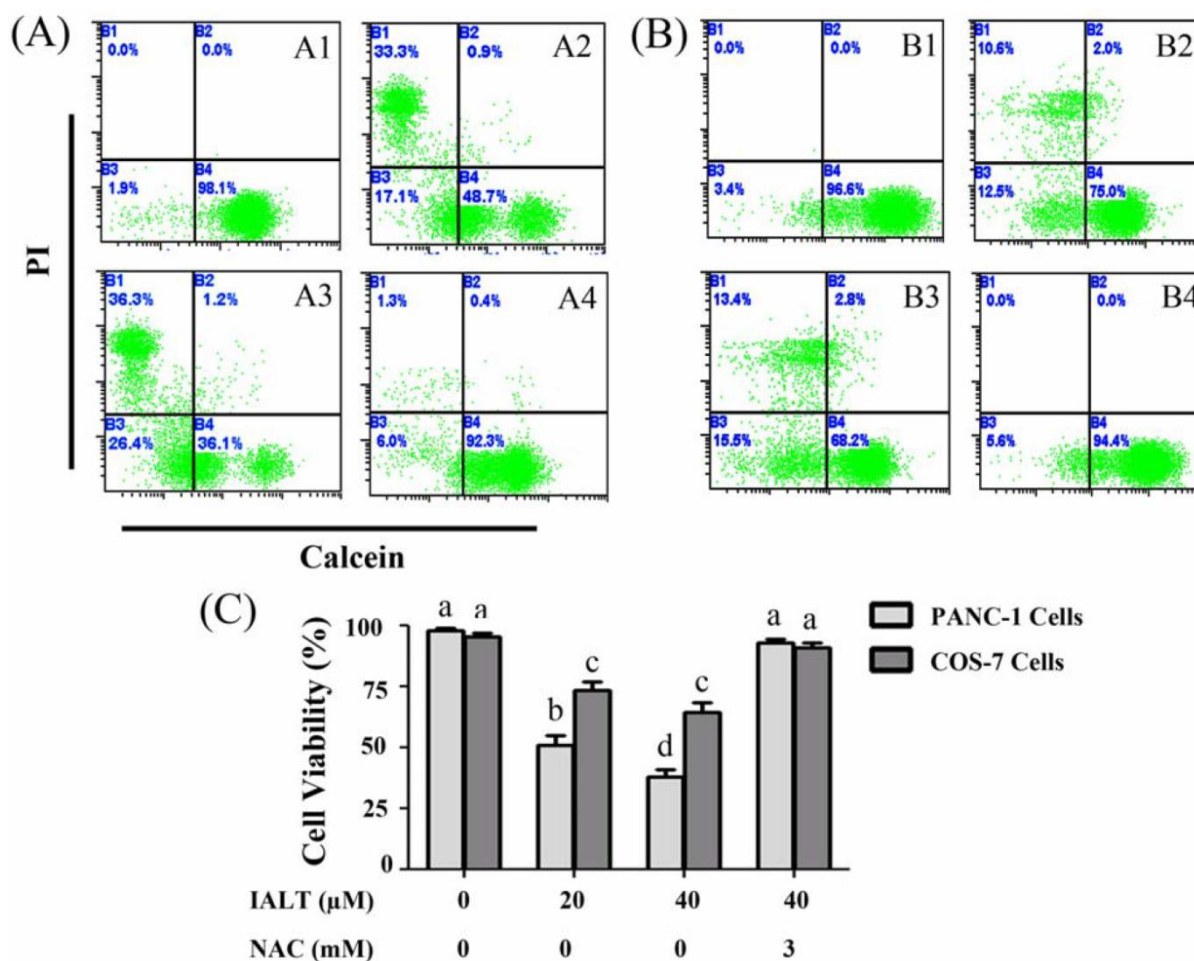 (A)
B1
0.0%
B2
0.0%
A1
B1
33.3%
B2
0.9%
A2
B3
1.9%
B4
98.1%
B3
17.1%
B4
48.7%
B1
36.3%
B2
1.2%
A3
B1
1.3%
B2
0.4%
A4
B3
26.4%
B4
36.1%
B3
6.0%
B4
92.3%
PI
Calcein
(B)
B1
0.0%
B2
0.0%
B1
B1
10.6%
B2
2.0%
B2
B3
3.4%
B4
96.6%
B3
12.5%
B4
75.0%
B1
13.4%
B2
2.8%
B3
B1
0.0%
B2
0.0%
B4
B3
15.5%
B4
68.2%
B3
5.6%
B4
94.4%
(C)
Cell Viability (%)
100
75
50
25
0
a a
b c
d c
a a
PANC-1 Cells
COS-7 Cells
IALT (µM) 0 20 40 40
NAC (mM) 0 0 0 3